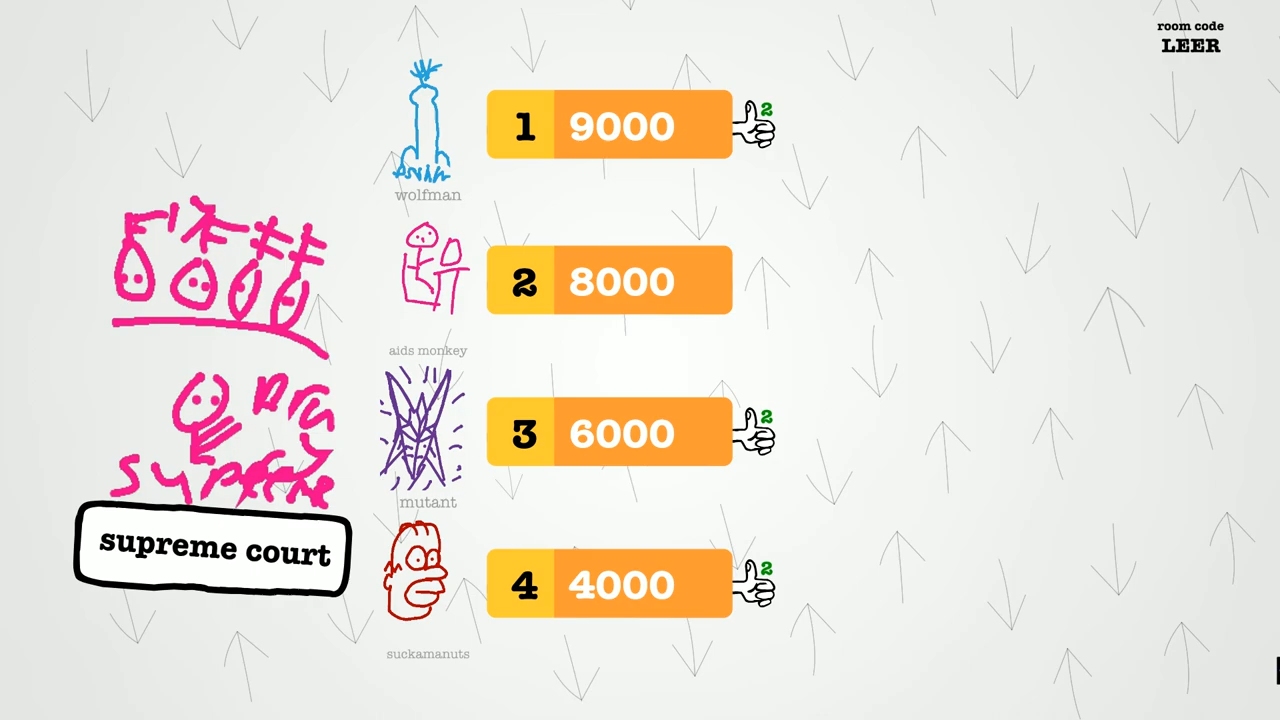 room code
LEER
1 9000 2
wolfman
2 8000
aids monkey
3 6000 2
mutant
supreme
supreme court
4 4000 2
suckamanuts